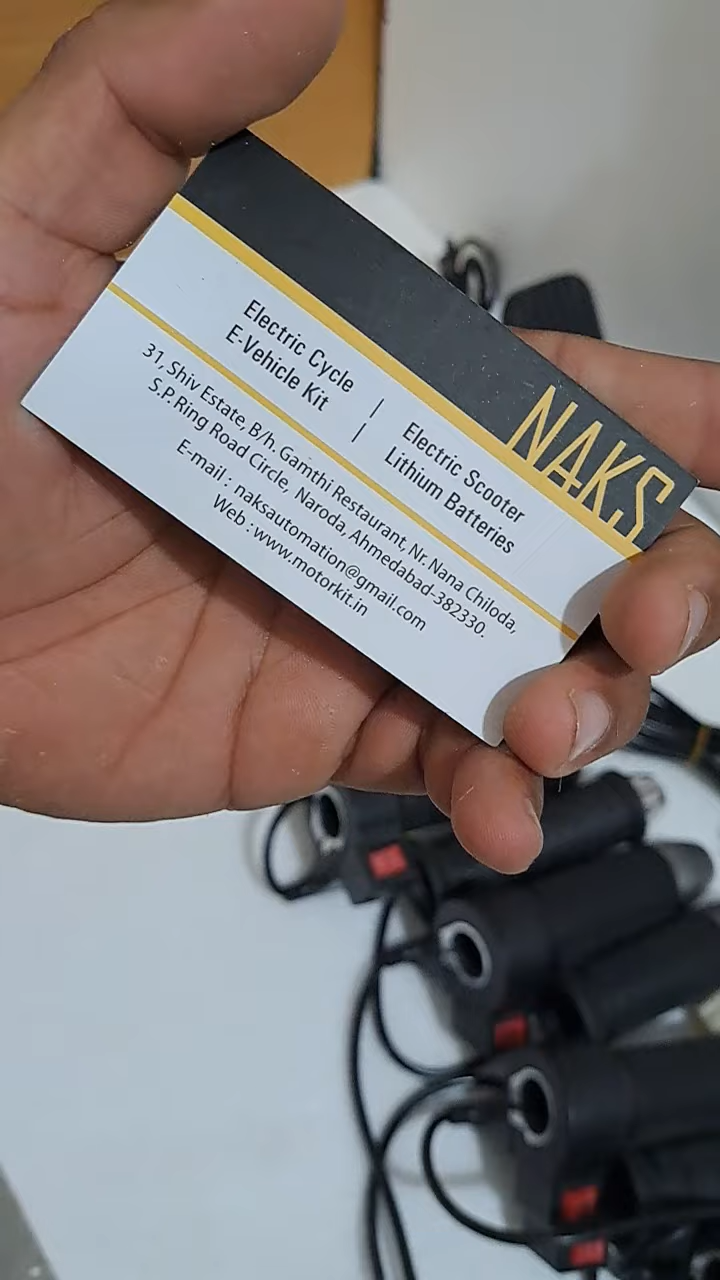 NAKS
Electric Cycle | Electric Scooter
E-Vehicle Kit | Lithium Batteries
31, Shiv Estate, B/h. Gamthi Restaurant, Nr. Nana Chiloda,
S.P.Ring Road Circle, Naroda, Ahmedabad-382330.
E-mail : naksautomation@gmail.com
Web : www.motorkit.in